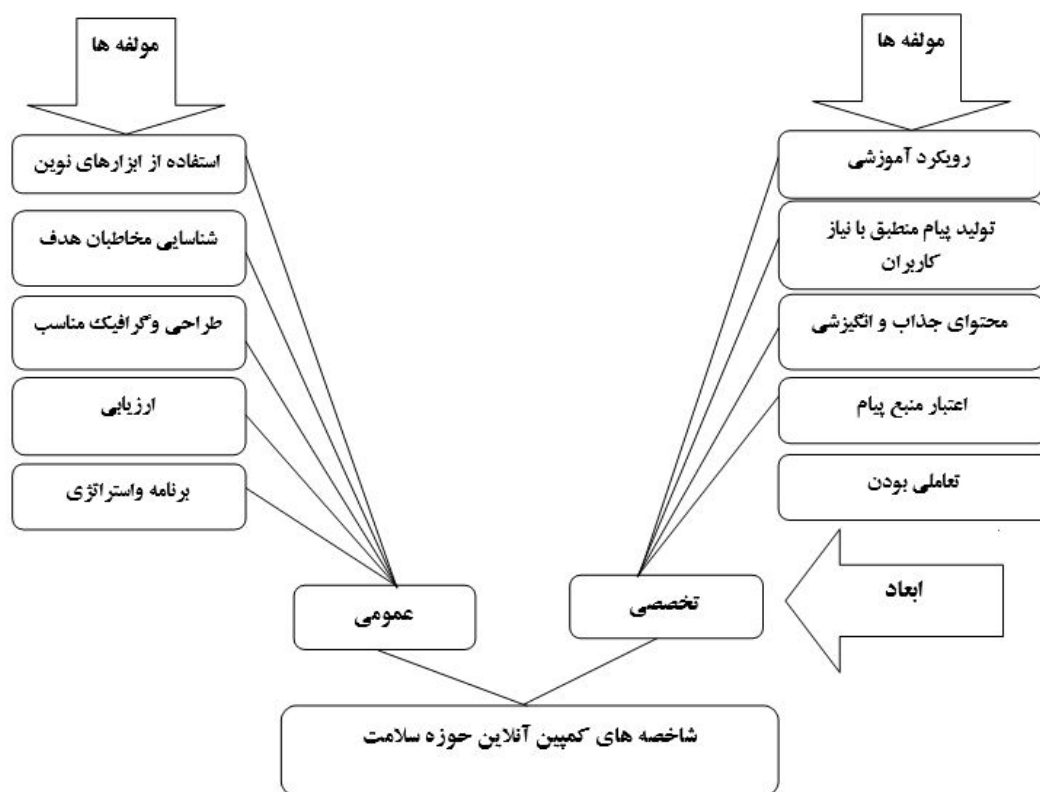 مولفه ها
رویکرد آموزشی
تولید پیام منطبق با نیاز
کاربران
محتوای جذاب و انگیزشی
اعتبار منبع پیام
تعاملی بودن
مولفه ها
استفاده از ابزارهای نوین
شناسایی مخاطبان هدف
طراحی وگرافیک مناسب
ارزیابی
برنامه واستراتژی
ابعاد
تخصصی
عمومی
شاخصه های کمپین آنلاین حوزه سلامت